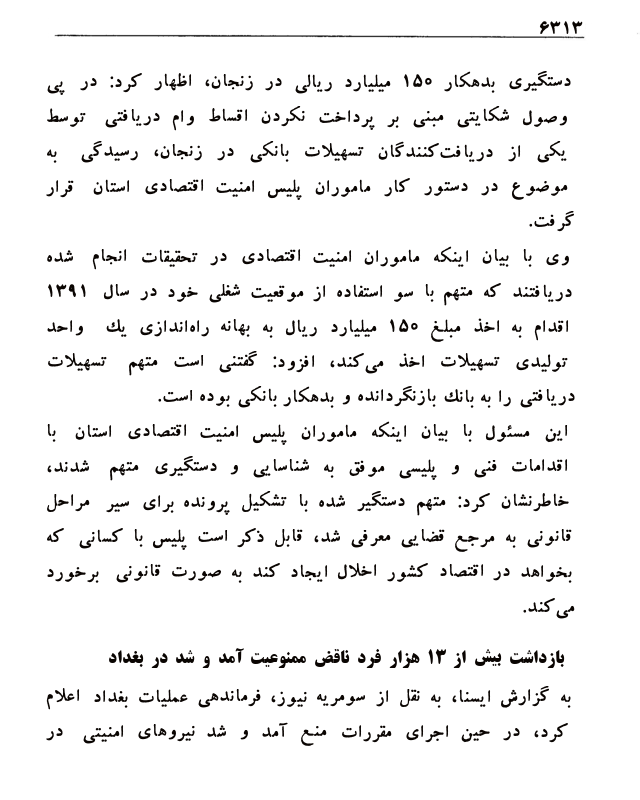 ۶۳۱۳
دستگیری بدهکار ۱۵۰ میلیارد ریالی در زنجان، اظهار کرد: در پی
وصول شکایتی مبنی بر پرداخت نکردن اقساط وام دریافتی توسط
یکی از دریافت‌کنندگان تسهیلات بانکی در زنجان، رسیدگی به
موضوع در دستور کار ماموران پلیس امنیت اقتصادی استان قرار
گرفت.
وی با بیان اینکه ماموران امنیت اقتصادی در تحقیقات انجام شده
دریافتند که متهم با سو استفاده از موقعیت شغلی خود در سال ۱۳۹۱
اقدام به اخذ مبلغ ۱۵۰ میلیارد ریال به بهانه راه‌اندازی یك واحد
تولیدی تسهیلات اخذ می‌کند، افزود: گفتنی است متهم تسهیلات
دریافتی را به بانك بازنگردانده و بدهکار بانکی بوده است.
این مسئول با بیان اینکه ماموران پلیس امنیت اقتصادی استان با
اقدامات فنی و پلیسی موفق به شناسایی و دستگیری متهم شدند،
خاطرنشان کرد: متهم دستگیر شده با تشکیل پرونده برای سیر مراحل
قانونی به مرجع قضایی معرفی شد، قابل ذکر است پلیس با کسانی که
بخواهد در اقتصاد کشور اخلال ایجاد کند به صورت قانونی برخورد
می‌کند.
بازداشت بیش از ۱۳ هزار فرد ناقض ممنوعیت آمد و شد در بغداد
به گزارش ایسنا، به نقل از سومریه نیوز، فرماندهی عملیات بغداد اعلام
کرد، در حین اجرای مقررات منع آمد و شد نیروهای امنیتی در